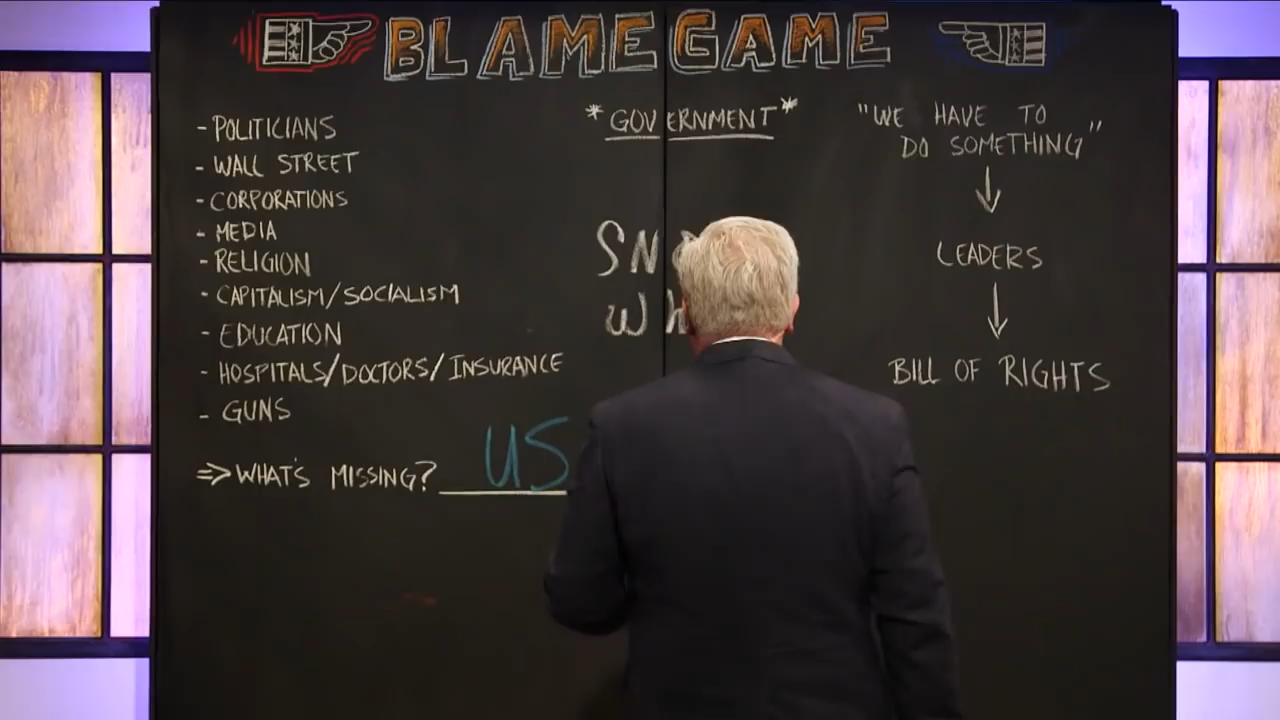 BLAME GAME
- POLITICIANS
- WALL STREET
- CORPORATIONS
- MEDIA
- RELIGION
- CAPITALISM/SOCIALISM
- EDUCATION
- HOSPITALS/DOCTORS/INSURANCE
- GUNS
⇒ WHAT'S MISSING? US
*GOVERNMENT*
"WE HAVE TO
DO SOMETHING"
↓
LEADERS
↓
BILL OF RIGHTS